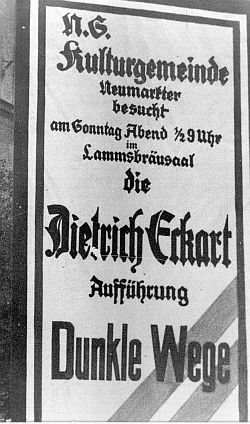 N.S.
Kulturgemeinde
Neumarkter
besucht
am Sonntag Abend ½ 9 Uhr
im
Lammsbräusaal
die
Dietrich Eckart
Aufführung
Dunkle Wege